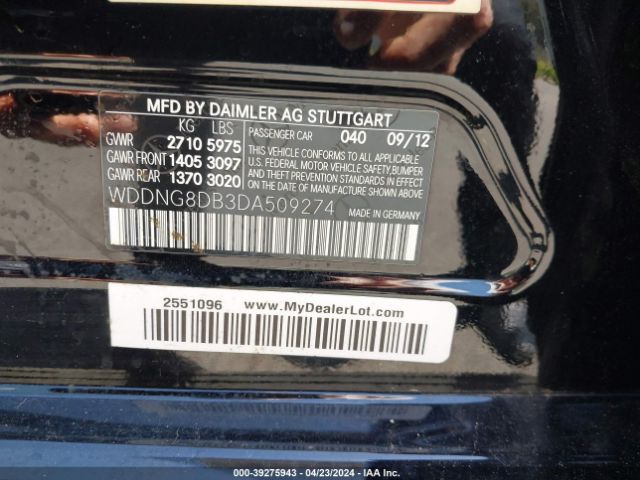 MFD BY DAIMLER AG STUTTGART
KG LBS PASSENGER CAR 040 09/12
GVWR 2710 5975 THIS VEHICLE CONFORMS TO ALL APPLICABLE
GAWR FRONT 1405 3097 U.S. FEDERAL MOTOR VEHICLE SAFETY, BUMPER
GAWR REAR 1370 3020 AND THEFT PREVENTION STANDARDS IN EFFECT
ON THE DATE OF MANUFACTURE SHOWN ABOVE.
WDDNG8DB3DA509274 MADE IN GERMANY
2551096 www.MyDealerLot.com
000-39275943 - 04/23/2024 - IAA Inc.